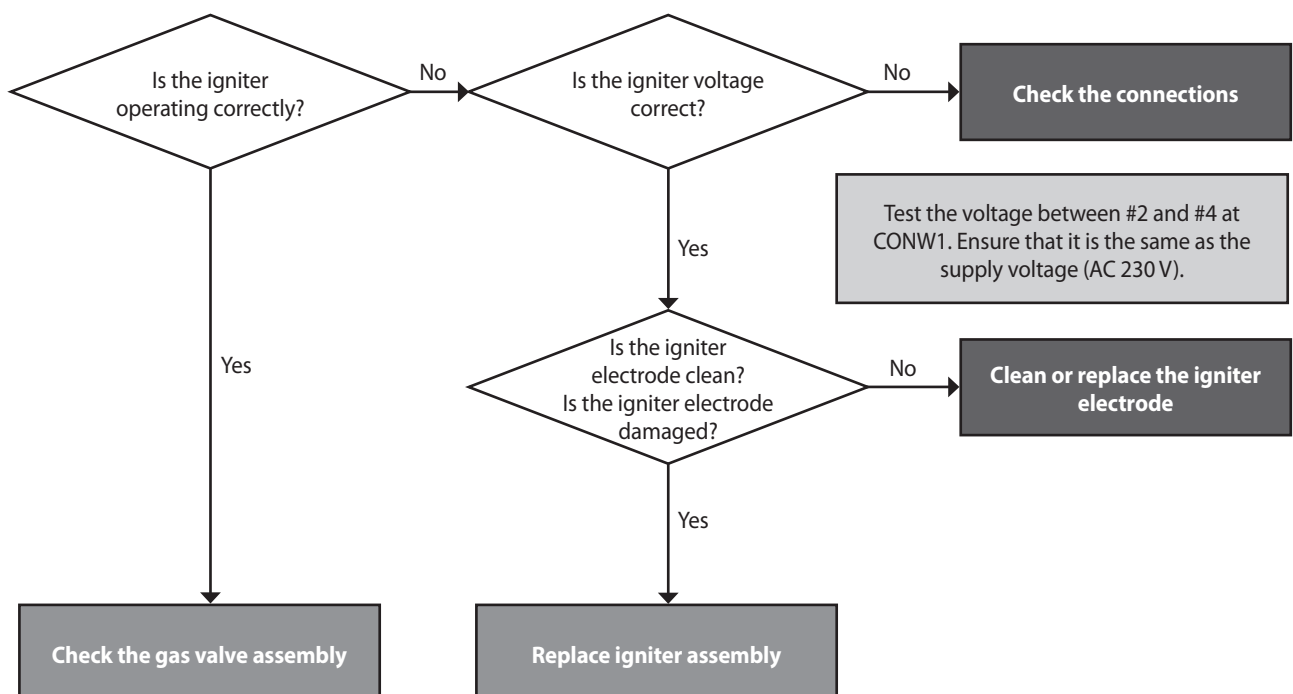 Is the igniter
operating correctly?
No
Is the igniter voltage
correct?
No
Check the connections
Test the voltage between #2 and #4 at
CONW1. Ensure that it is the same as the
supply voltage (AC 230 V).
Yes
Yes
Is the igniter
electrode clean?
Is the igniter electrode
damaged?
No
Clean or replace the igniter
electrode
Yes
Check the gas valve assembly
Replace igniter assembly